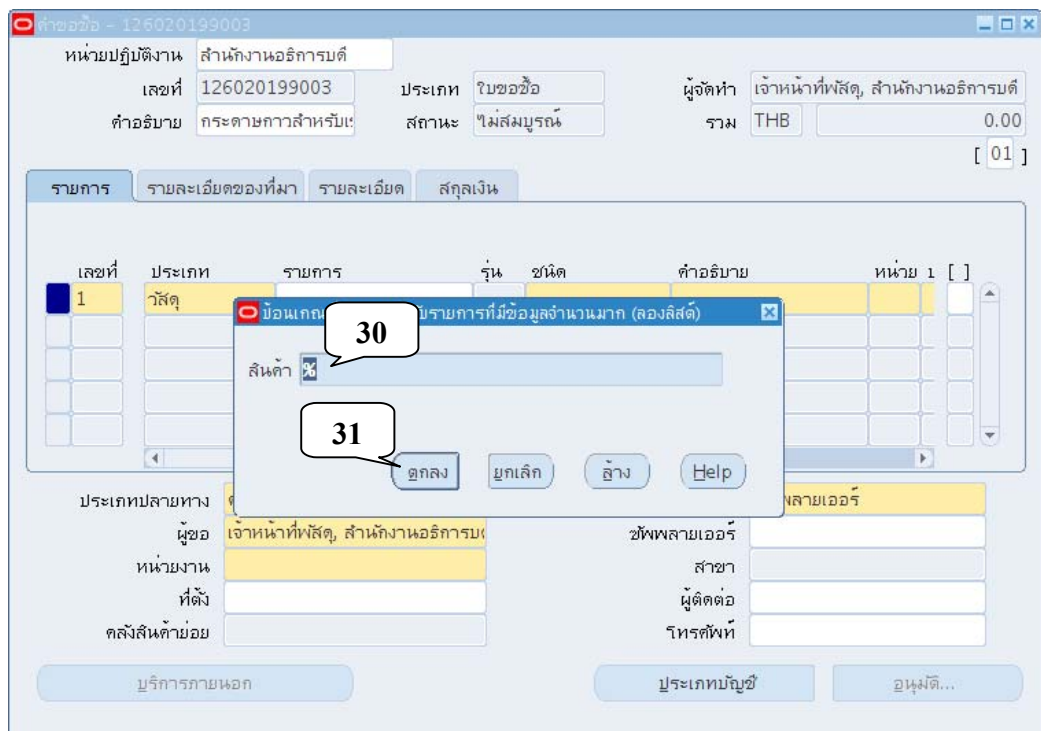 คำขอซื้อ - 126020199003
หน่วยปฏิบัติงาน สำนักงานอธิการบดี
เลขที่ 126020199003 ประเภท ใบขอซื้อ ผู้จัดทำ เจ้าหน้าที่พัสดุ, สำนักงานอธิการบดี
คำอธิบาย กระดาษกาวสำหรับเ สถานะ ไม่สมบูรณ์ รวม THB 0.00
[ 01 ]
รายการ รายละเอียดของที่มา รายละเอียด สกุลเงิน
เลขที่ ประเภท รายการ รุ่น ชนิด คำอธิบาย หน่วย [ ]
1 วัสดุ
ป้อนเกณ บรายการที่มีข้อมูลจำนวนมาก (ลองลิสต์)
30
สินค้า %
31
ตกลง ยกเลิก ล้าง Help
ประเภทปลายทาง พลายเออร์
ผู้ขอ เจ้าหน้าที่พัสดุ, สำนักงานอธิการบ ซัพพลายเออร์
หน่วยงาน สาขา
ที่ตั้ง ผู้ติดต่อ
คลังสินค้าย่อย โทรศัพท์
บริการภายนอก ประเภทบัญชี อนุมัติ...